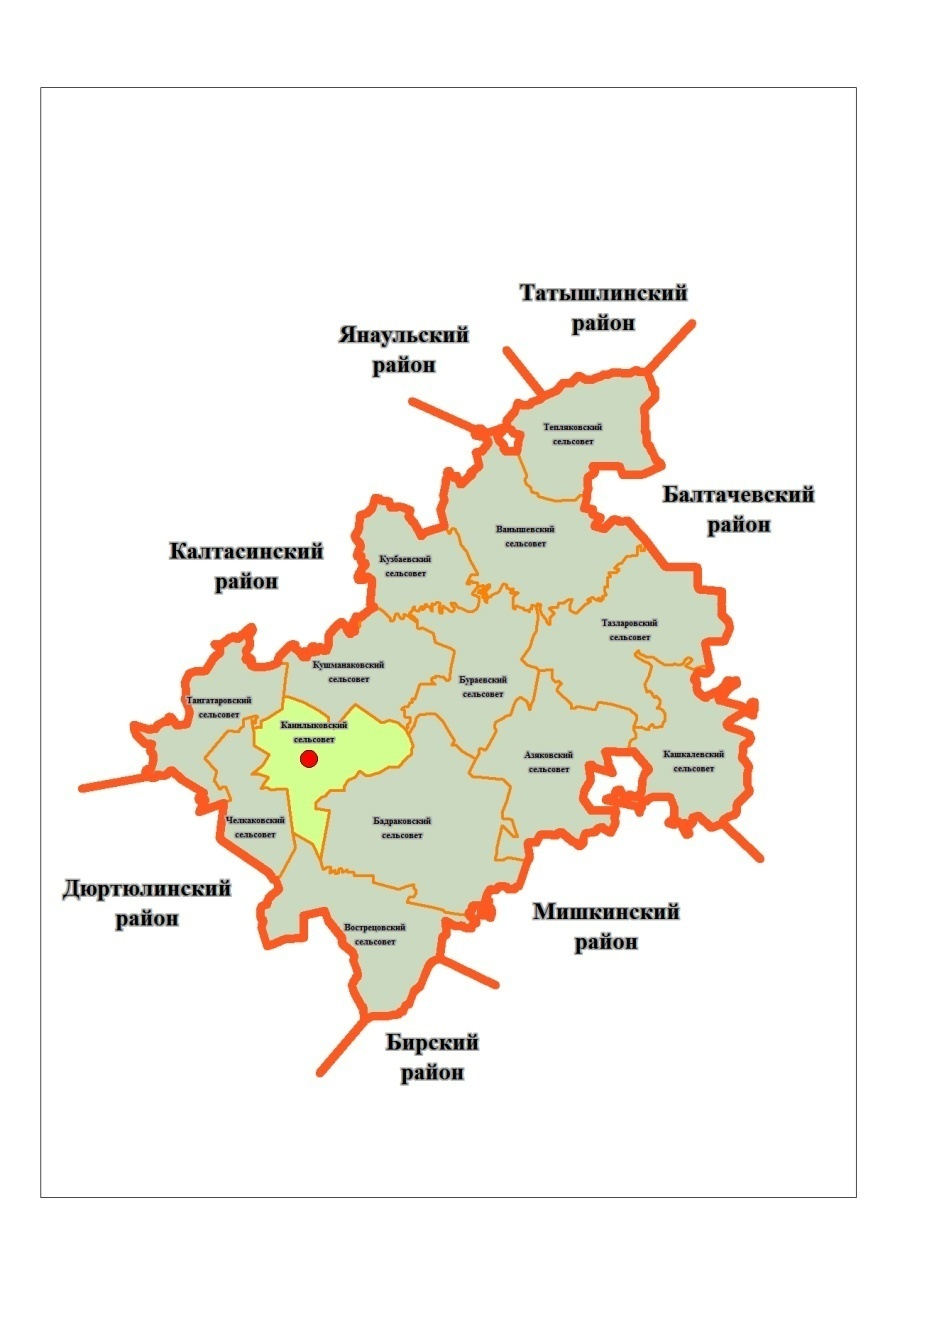 Татышлинский
район
Янаульский
район
Тепляковский
сельсовет
Балтачевский
район
Ванышевский
сельсовет
Калтасинский
район
Кузбаевский
сельсовет
Тазларовский
сельсовет
Кушманаковский
сельсовет
Бураевский
сельсовет
Тангатаровский
сельсовет
Каинлыковский
сельсовет
Азяковский
сельсовет
Кашкалевский
сельсовет
Челкаковский
сельсовет
Бадраковский
сельсовет
Дюртюлинский
район
Мишкинский
район
Вострецовский
сельсовет
Бирский
район